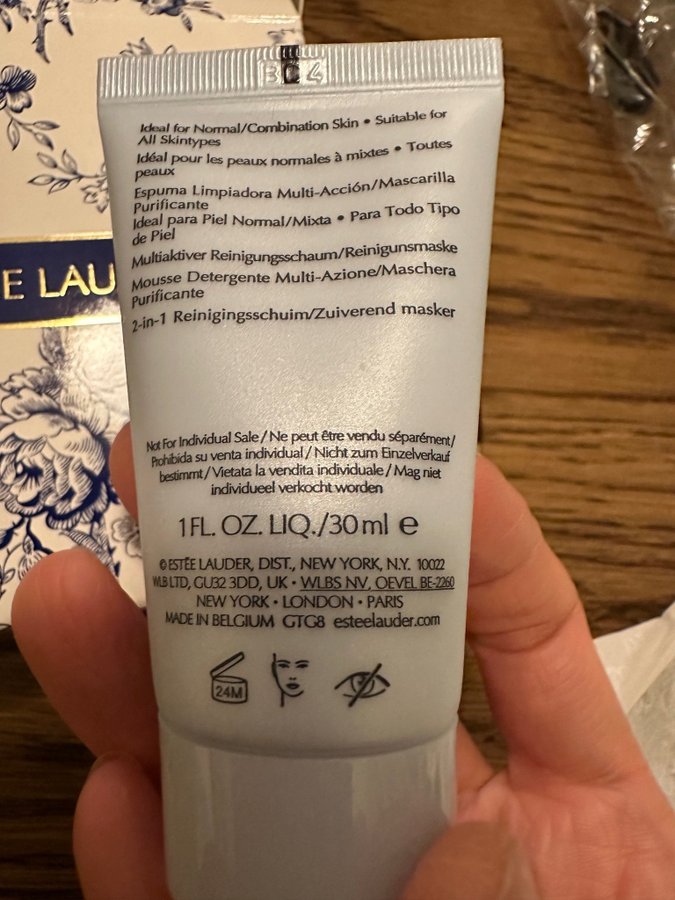 B C 4
Ideal for Normal/Combination Skin • Suitable for
All Skintypes
Idéal pour les peaux normales à mixtes • Toutes
peaux
Espuma Limpiadora Multi-Acción/Mascarilla
Purificante
Ideal para Piel Normal/Mixta • Para Todo Tipo
de Piel
Multiaktiver Reinigungsschaum/Reinigunsmaske
Mousse Detergente Multi-Azione/Maschera
Purificante
2-in-1 Reinigingsschuim/Zuiverend masker
Not For Individual Sale/Ne peut être vendu séparément/
Prohibida su venta individual/Nicht zum Einzelverkauf
bestimmt/Vietata la vendita individuale/Mag niet
individueel verkocht worden
1 FL. OZ. LIQ./30 ml e
© ESTÉE LAUDER, DIST., NEW YORK, N.Y. 10022
WLB LTD, GU32 3DD, UK • WLBS NV, OEVEL BE-2260
NEW YORK • LONDON • PARIS
MADE IN BELGIUM GTG8 esteelauder.com
24M
E LAU